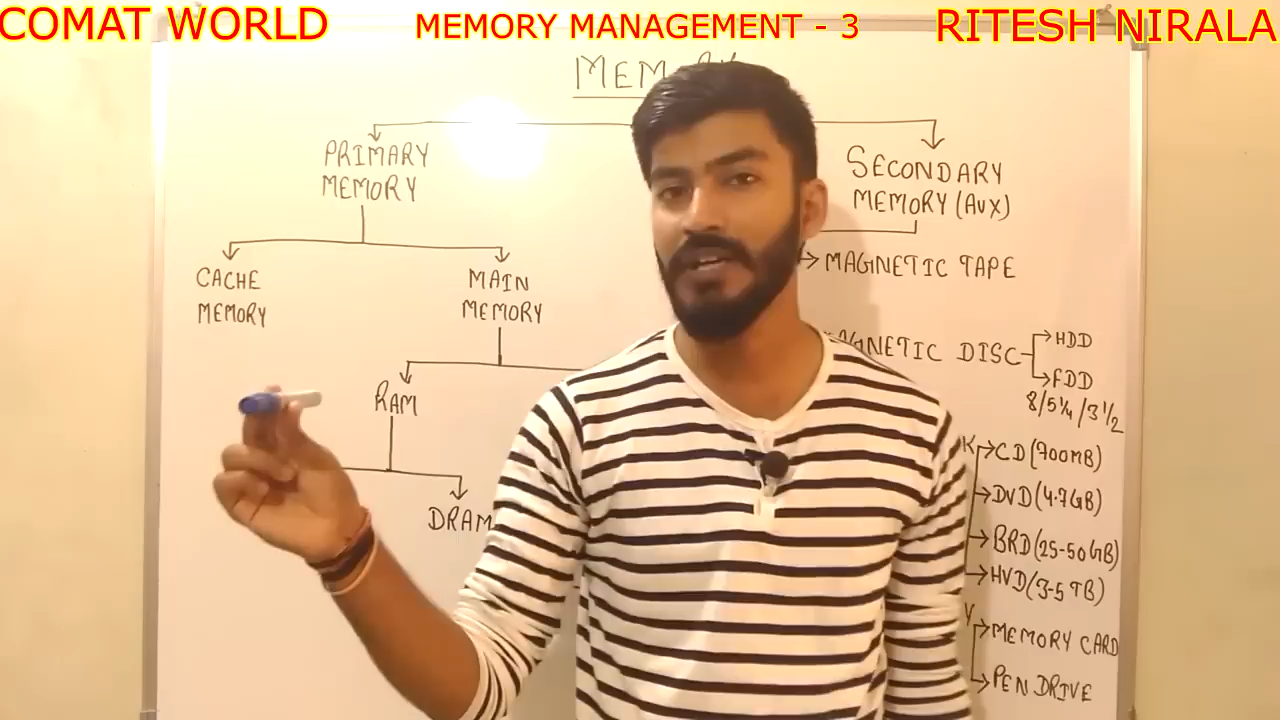 COMAT WORLD
MEMORY MANAGEMENT - 3
RITESH NIRALA
PRIMARY
MEMORY
SECONDARY
MEMORY (AUX)
CACHE
MEMORY
MAIN
MEMORY
MAGNETIC TAPE
RAM
DISC
HDD
FDD
8/5¼/3½
DRAM
CD (700MB)
DVD (4.7GB)
BRD (25-50GB)
HVD (3-5 TB)
MEMORY CARD
PEN DRIVE